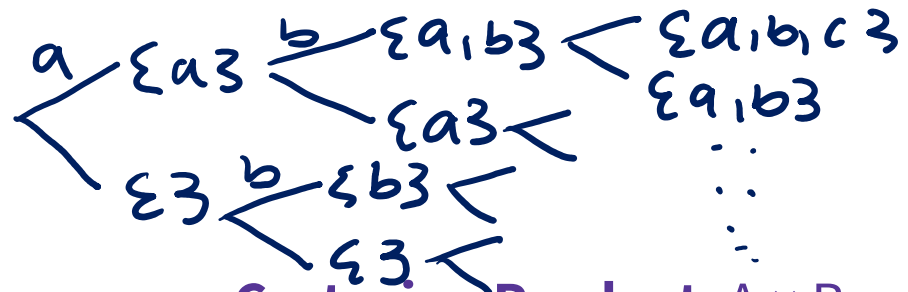 a {a} b {a,b} {a,b,c}
{a,b}
{a}
{} b {b}
{}